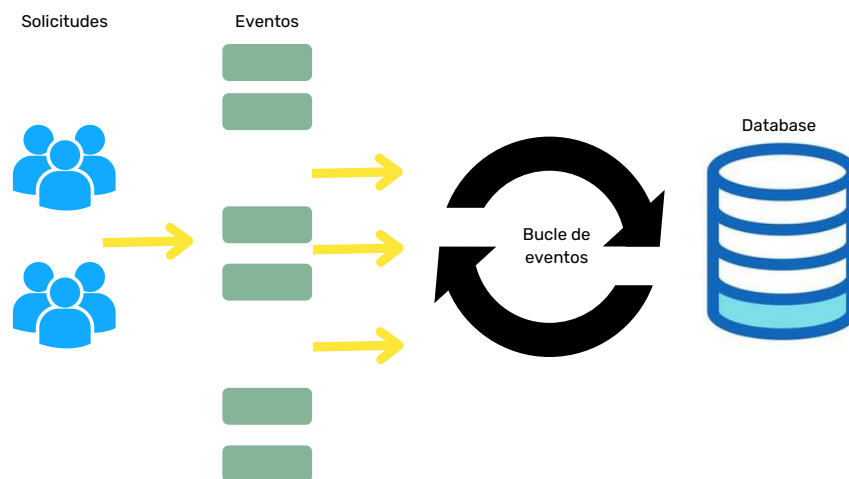 Solicitudes
Eventos
Database
Bucle de
eventos